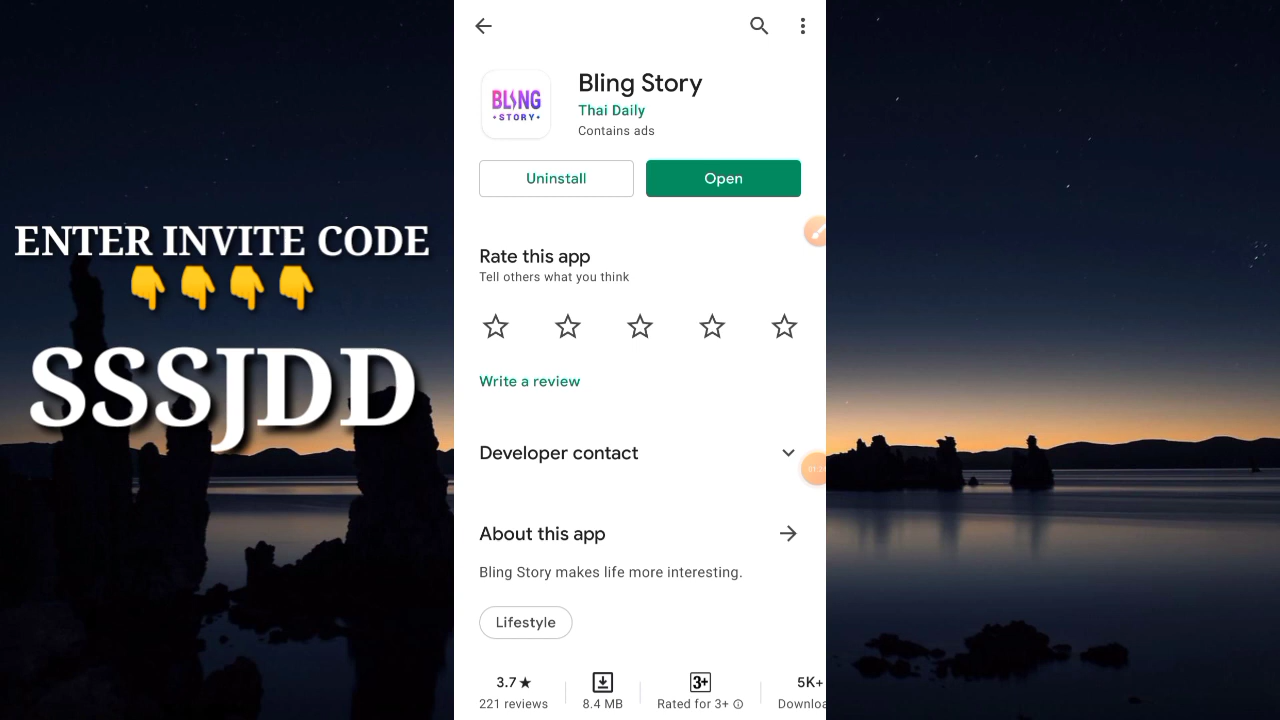 ENTER INVITE CODE
👇👇👇👇
SSSJDD
Bling Story
BLING
•STORY•
Thai Daily
Contains ads
Uninstall
Open
Rate this app
Tell others what you think
Write a review
Developer contact
About this app
Bling Story makes life more interesting.
Lifestyle
3.7★
221 reviews
8.4 MB
3+
Rated for 3+
5K+
Downloa